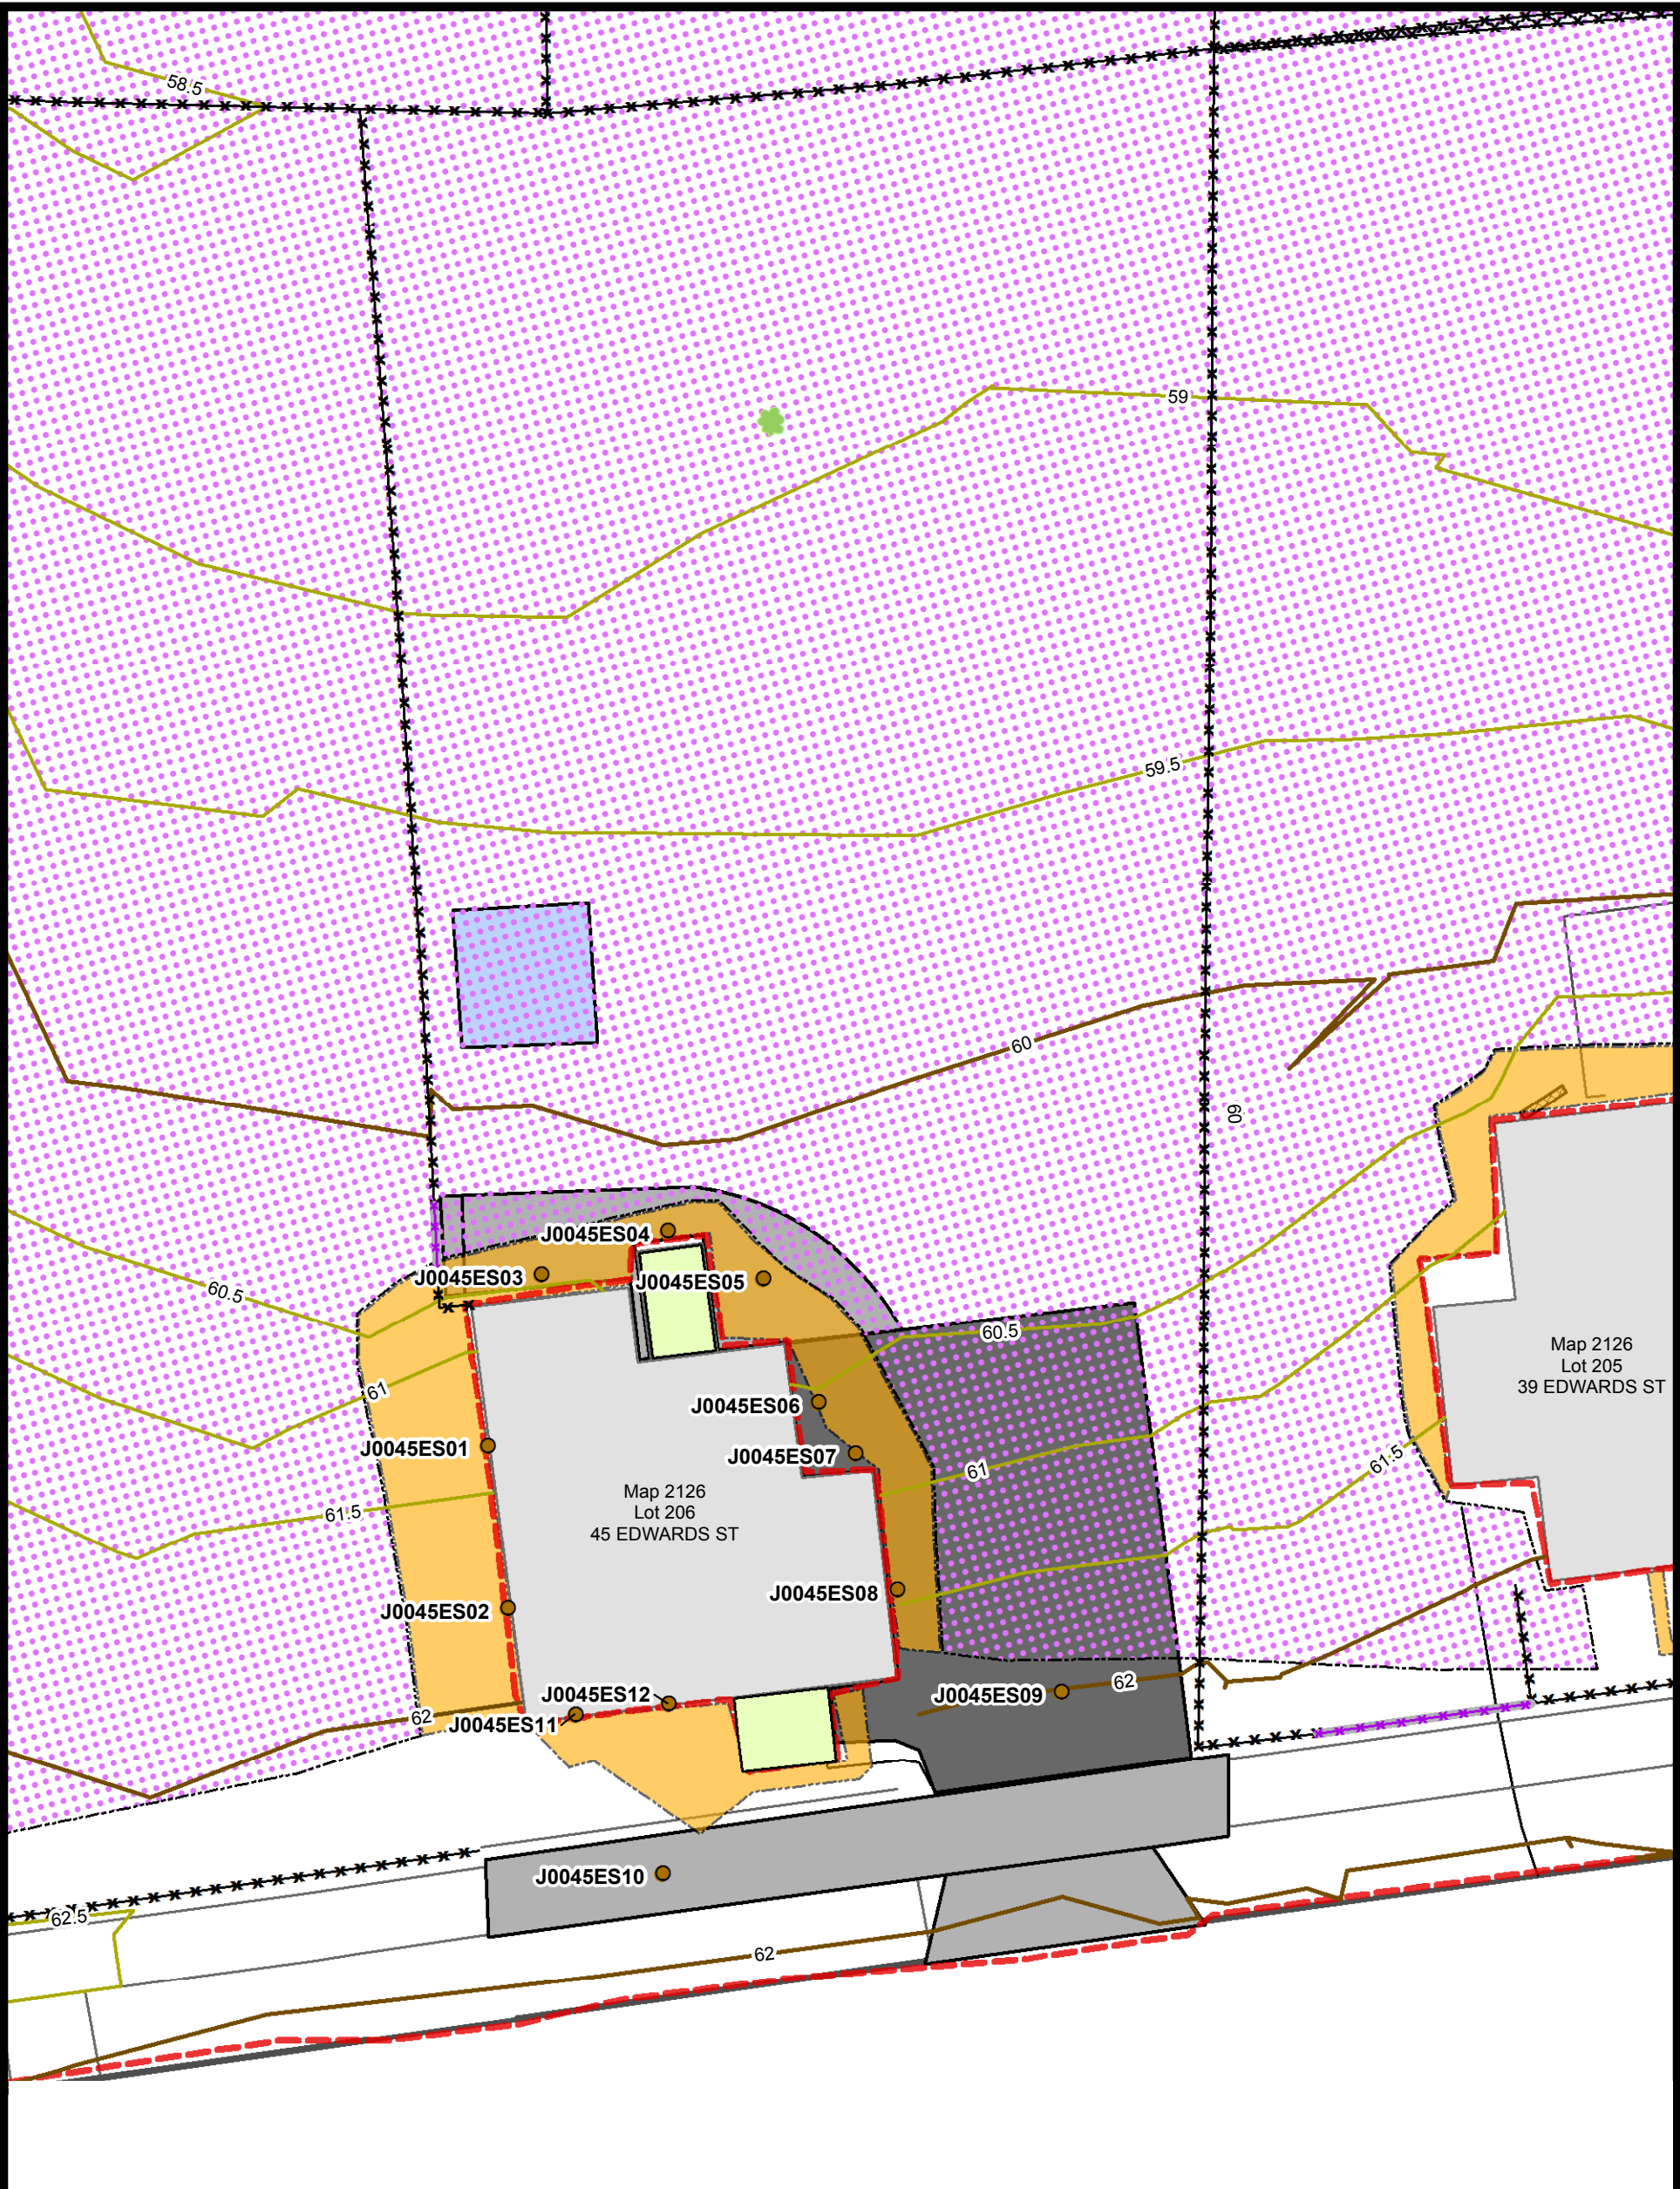 58.5
59
59.5
60
60
J0045ES04
J0045ES03
J0045ES05
60.5
60.5
Map 2126
Lot 205
39 EDWARDS ST
61
J0045ES06
J0045ES01
J0045ES07
61
61.5
Map 2126
Lot 206
45 EDWARDS ST
61.5
J0045ES08
J0045ES02
J0045ES12
J0045ES09
62
62
J0045ES11
J0045ES10
62.5
62